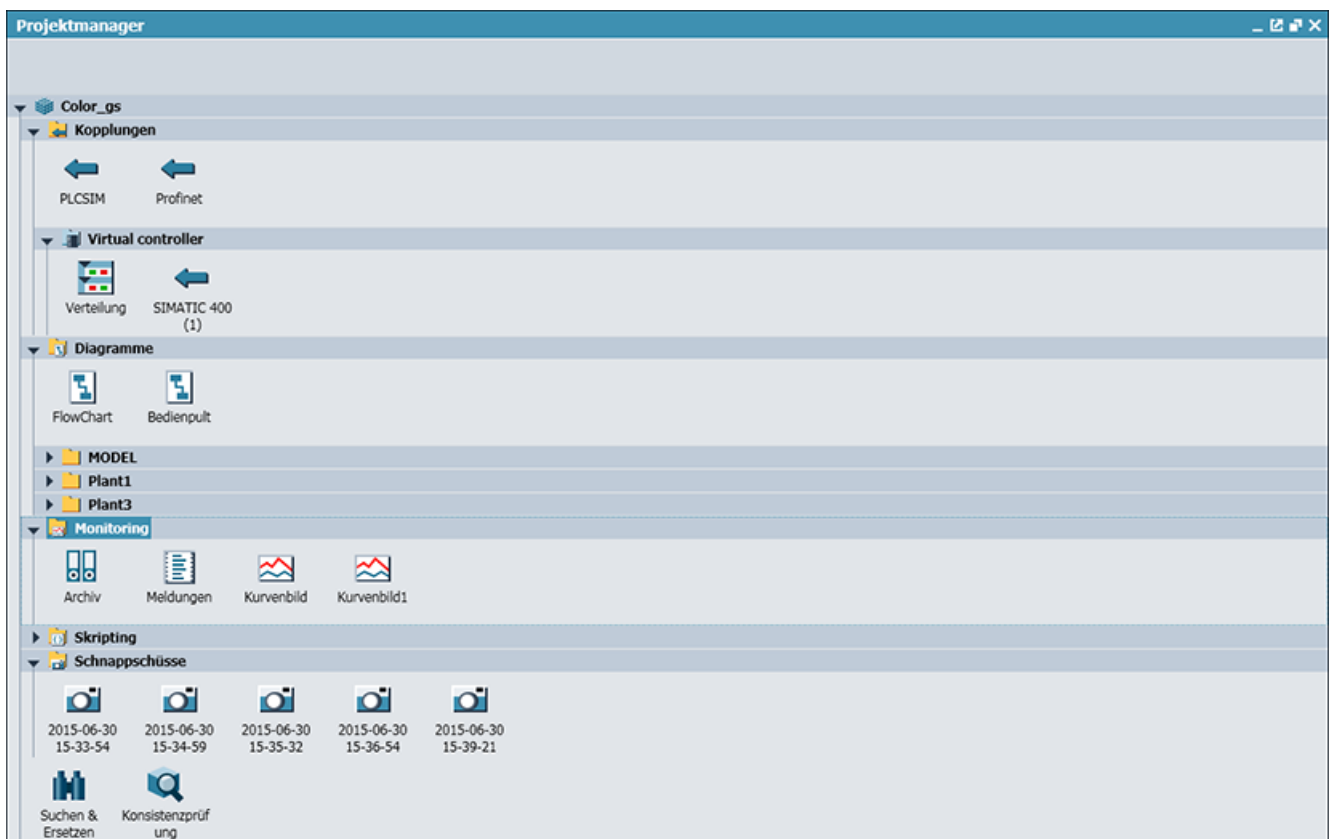 Projektmanager
Color_gs
Kopplungen
PLCSIM Profinet
Virtual controller
Verteilung SIMATIC 400
(1)
Diagramme
FlowChart Bedienpult
MODEL
Plant1
Plant3
Monitoring
Archiv Meldungen Kurvenbild Kurvenbild1
Skripting
Schnappschüsse
2015-06-30 2015-06-30 2015-06-30 2015-06-30 2015-06-30
15-33-54 15-34-59 15-35-32 15-36-54 15-39-21
Suchen & Konsistenzprüf
Ersetzen ung